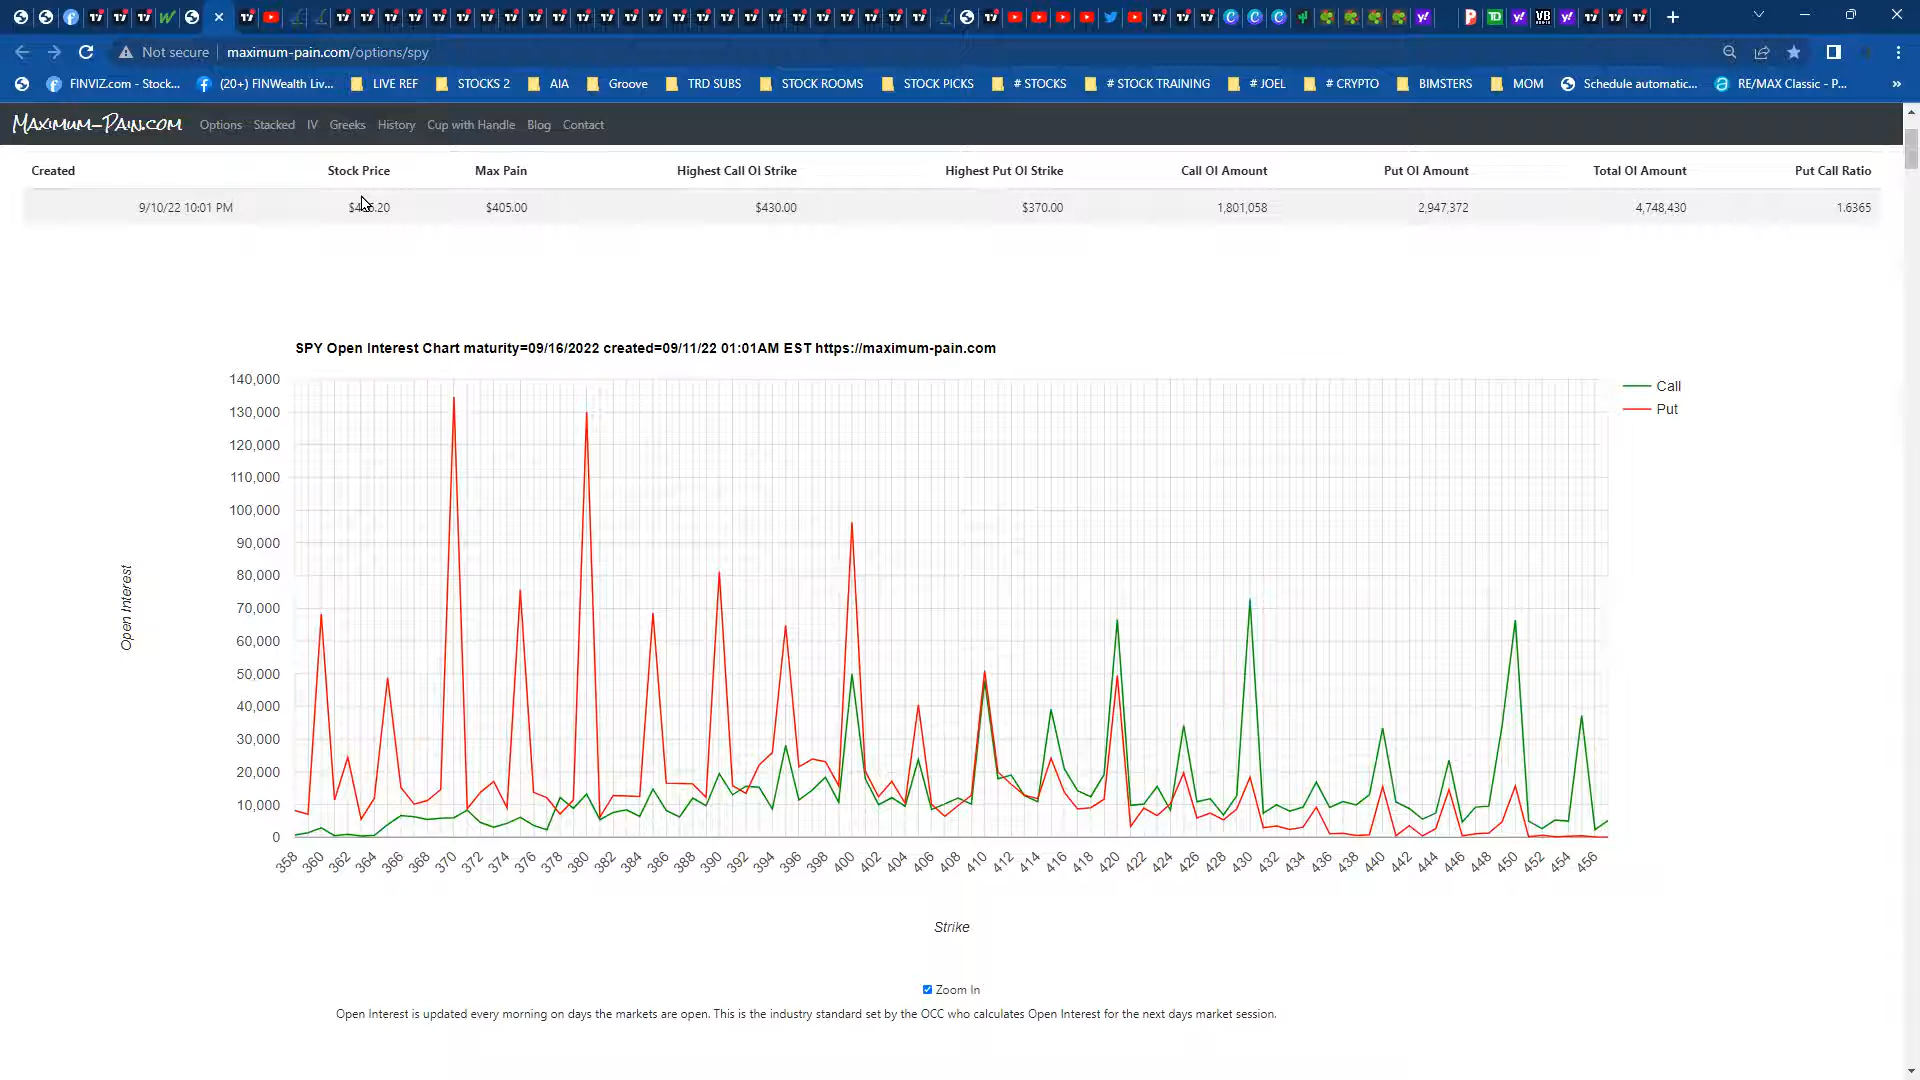 Not secure maximum-pain.com/options/spy
FINVIZ.com - Stock... (20+) FINWealth Liv... LIVE REF STOCKS 2 AIA Groove TRD SUBS STOCK ROOMS STOCK PICKS # STOCKS # STOCK TRAINING # JOEL # CRYPTO BIMSTERS MOM Schedule automatic... RE/MAX Classic - P... »
Maximum-Pain.com Options Stacked IV Greeks History Cup with Handle Blog Contact
Created Stock Price Max Pain Highest Call OI Strike Highest Put OI Strike Call OI Amount Put OI Amount Total OI Amount Put Call Ratio
9/10/22 10:01 PM $405.00 $430.00 $370.00 1,801,058 2,947,372 4,748,430 1.6365
SPY Open Interest Chart maturity=09/16/2022 created=09/11/22 01:01AM EST https://maximum-pain.com
140,000
130,000
120,000
110,000
100,000
90,000
80,000
70,000
60,000
50,000
40,000
30,000
20,000
10,000
0
Open Interest
Call
Put
358 360 362 364 366 368 370 372 374 376 378 380 382 384 386 388 390 392 394 396 398 400 402 404 406 408 410 412 414 416 418 420 422 424 426 428 430 432 434 436 438 440 442 444 446 448 450 452 454 456
Strike
Zoom In
Open Interest is updated every morning on days the markets are open. This is the industry standard set by the OCC who calculates Open Interest for the next days market session.